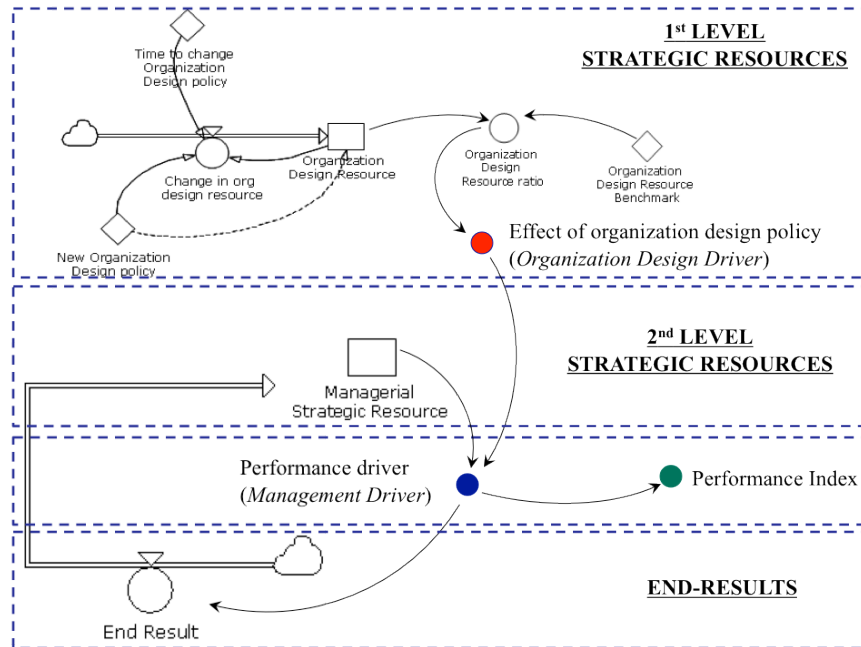 1st LEVEL
STRATEGIC RESOURCES
Time to change
Organization
Design policy
Organization
Design Resource
Change in org
design resource
New Organization
Design policy
Organization
Design
Resource ratio
Organization
Design Resource
Benchmark
Effect of organization design policy
(Organization Design Driver)
2nd LEVEL
STRATEGIC RESOURCES
Managerial
Strategic Resource
Performance driver
(Management Driver)
Performance Index
END-RESULTS
End Result